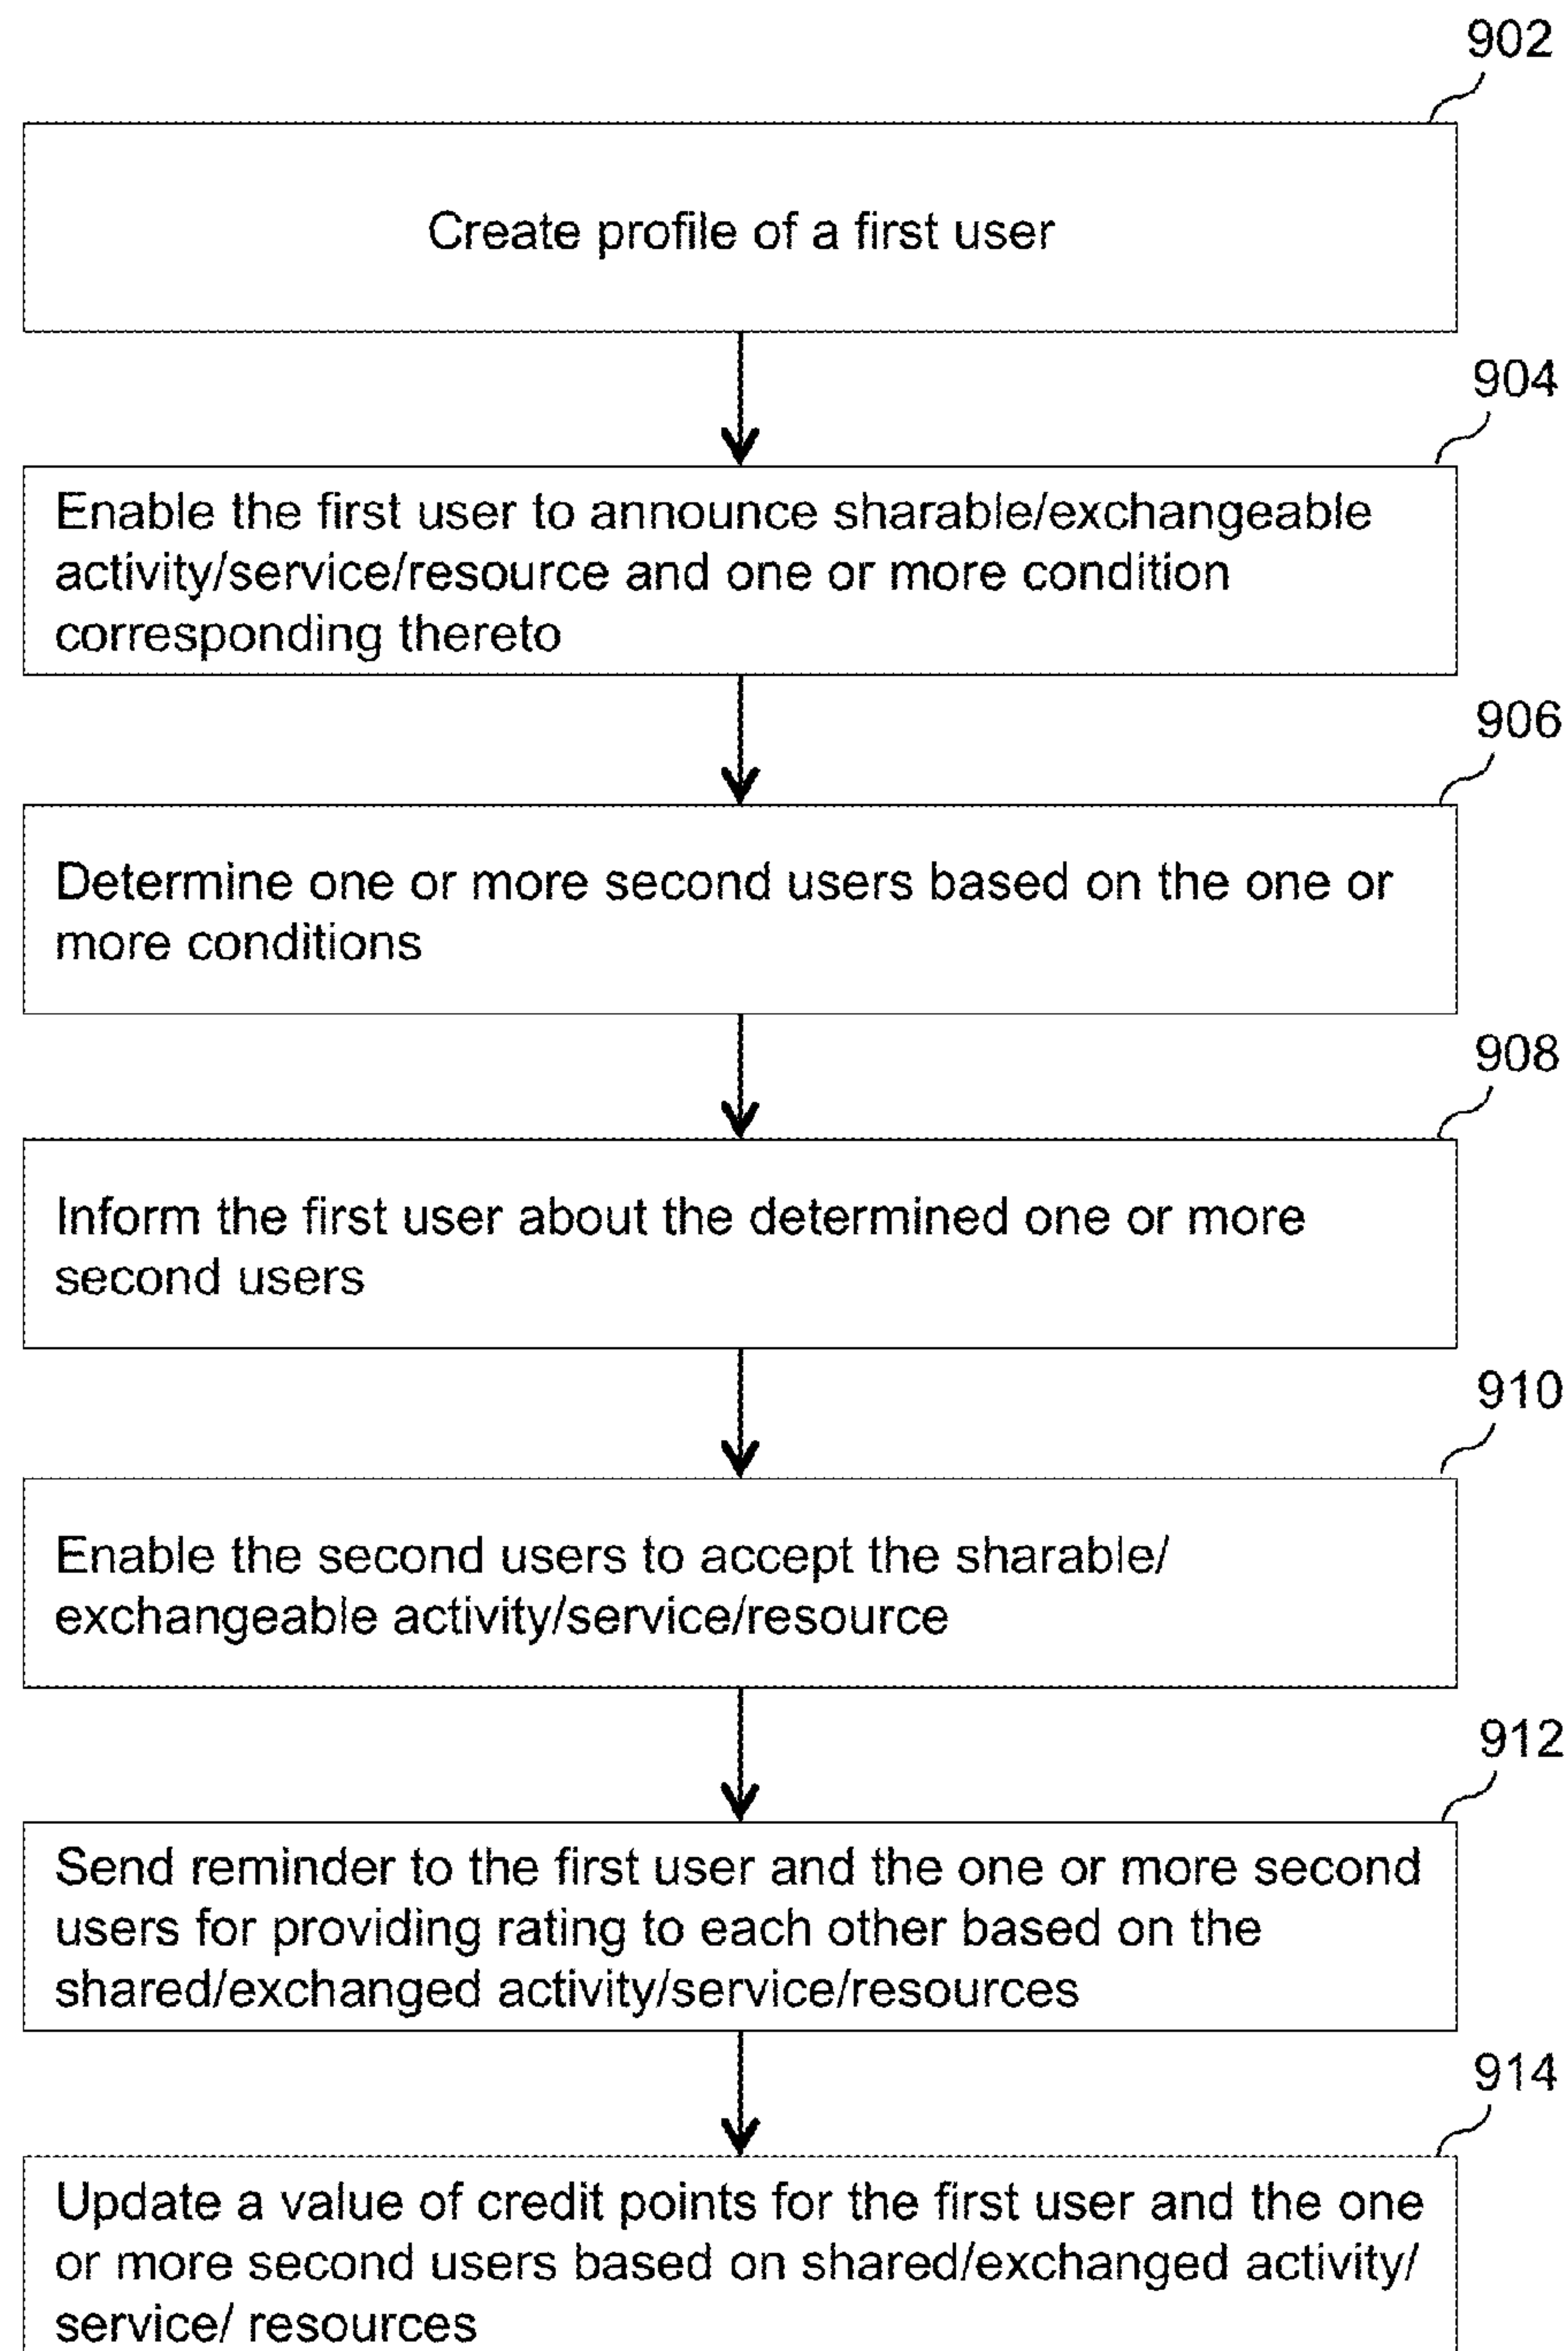 902
Create profile of a first user
904
Enable the first user to announce sharable/exchangeable
activity/service/resource and one or more condition
corresponding thereto
906
Determine one or more second users based on the one or
more conditions
908
Inform the first user about the determined one or more
second users
910
Enable the second users to accept the sharable/
exchangeable activity/service/resource
912
Send reminder to the first user and the one or more second
users for providing rating to each other based on the
shared/exchanged activity/service/resources
914
Update a value of credit points for the first user and the one
or more second users based on shared/exchanged activity/
service/ resources